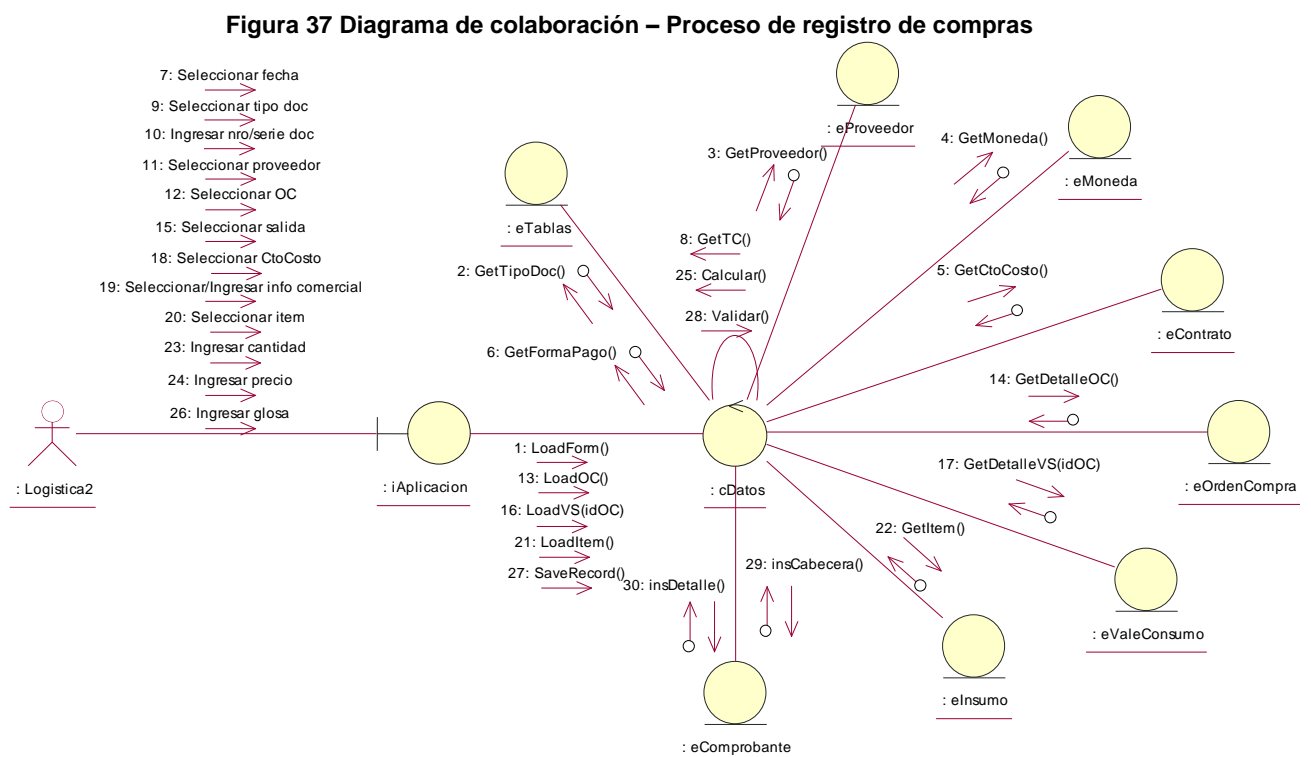 Figura 37 Diagrama de colaboración – Proceso de registro de compras
7: Seleccionar fecha
9: Seleccionar tipo doc
10: Ingresar nro/serie doc
11: Seleccionar proveedor
12: Seleccionar OC
15: Seleccionar salida
18: Seleccionar CtoCosto
19: Seleccionar/Ingresar info comercial
20: Seleccionar item
23: Ingresar cantidad
24: Ingresar precio
26: Ingresar glosa
: Logistica2
: iAplicacion
1: LoadForm()
13: LoadOC()
16: LoadVS(idOC)
21: LoadItem()
27: SaveRecord()
: eTablas
2: GetTipoDoc()
6: GetFormaPago()
: eProveedor
3: GetProveedor()
8: GetTC()
25: Calcular()
28: Validar()
: cDatos
4: GetMoneda()
: eMoneda
5: GetCtoCosto()
: eContrato
14: GetDetalleOC()
: eOrdenCompra
17: GetDetalleVS(idOC)
: eValeConsumo
22: GetItem()
: eInsumo
29: insCabecera()
30: insDetalle()
: eComprobante